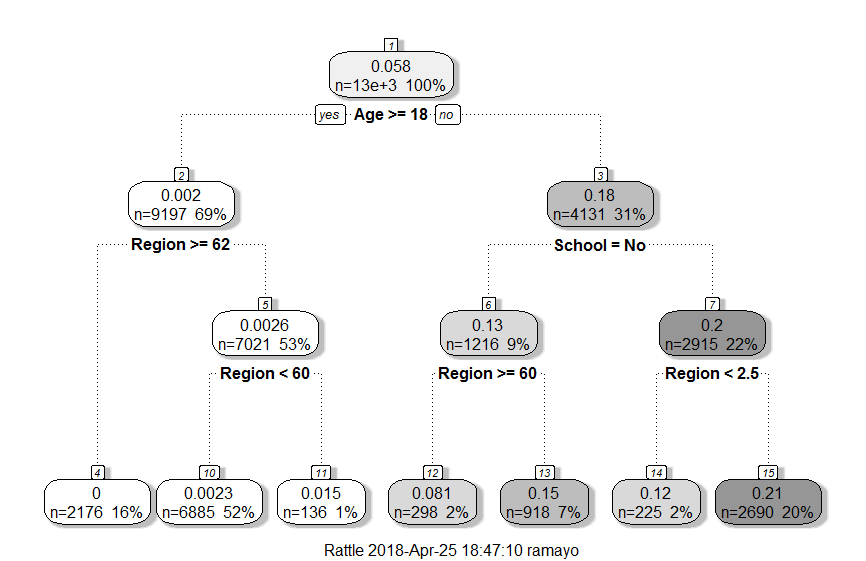 1
0.058
n=13e+3 100%
yes Age >= 18 no
2
0.002
n=9197 69%
3
0.18
n=4131 31%
Region >= 62
School = No
5
0.0026
n=7021 53%
6
0.13
n=1216 9%
7
0.2
n=2915 22%
Region < 60
Region >= 60
Region < 2.5
4
0
n=2176 16%
10
0.0023
n=6885 52%
11
0.015
n=136 1%
12
0.081
n=298 2%
13
0.15
n=918 7%
14
0.12
n=225 2%
15
0.21
n=2690 20%
Rattle 2018-Apr-25 18:47:10 ramayo